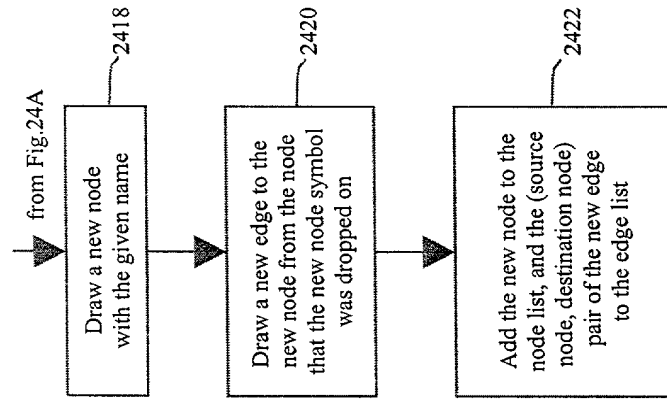 from Fig.24A
2418
Draw a new node
with the given name
2420
Draw a new edge to the
new node from the node
that the new node symbol
was dropped on
2422
Add the new node to the
node list, and the (source
node, destination node)
pair of the new edge
to the edge list